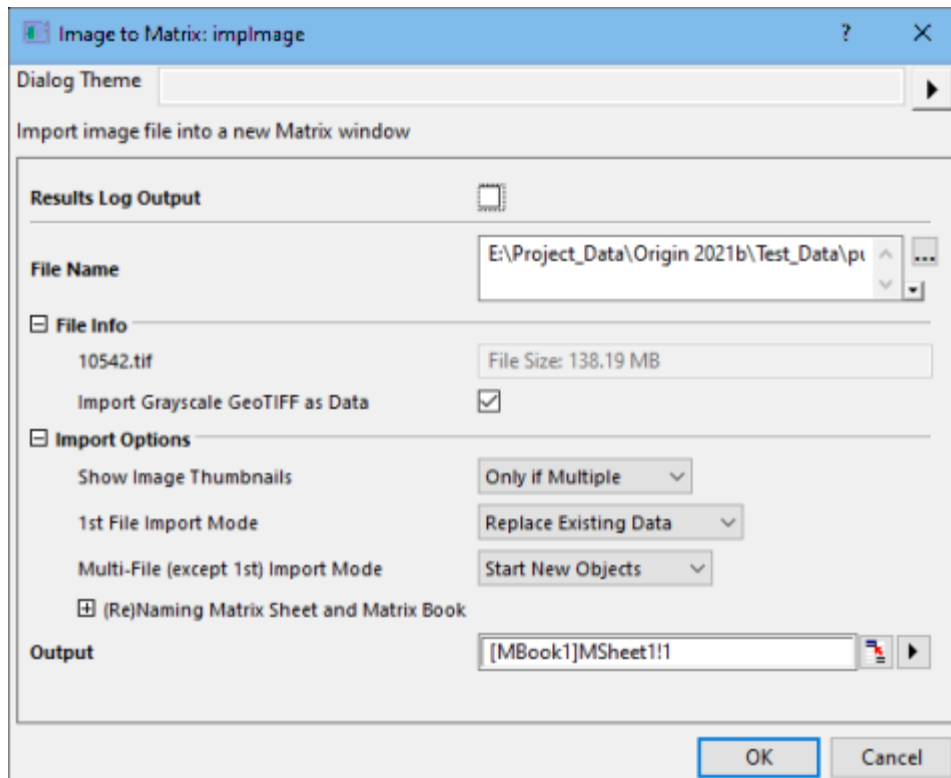 Image to Matrix: impImage
Dialog Theme
Import image file into a new Matrix window
Results Log Output
File Name E:\Project_Data\Origin 2021b\Test_Data\pu
File Info
10542.tif File Size: 138.19 MB
Import Grayscale GeoTIFF as Data
Import Options
Show Image Thumbnails Only if Multiple
1st File Import Mode Replace Existing Data
Multi-File (except 1st) Import Mode Start New Objects
(Re)Naming Matrix Sheet and Matrix Book
Output [MBook1]MSheet1!1
OK Cancel